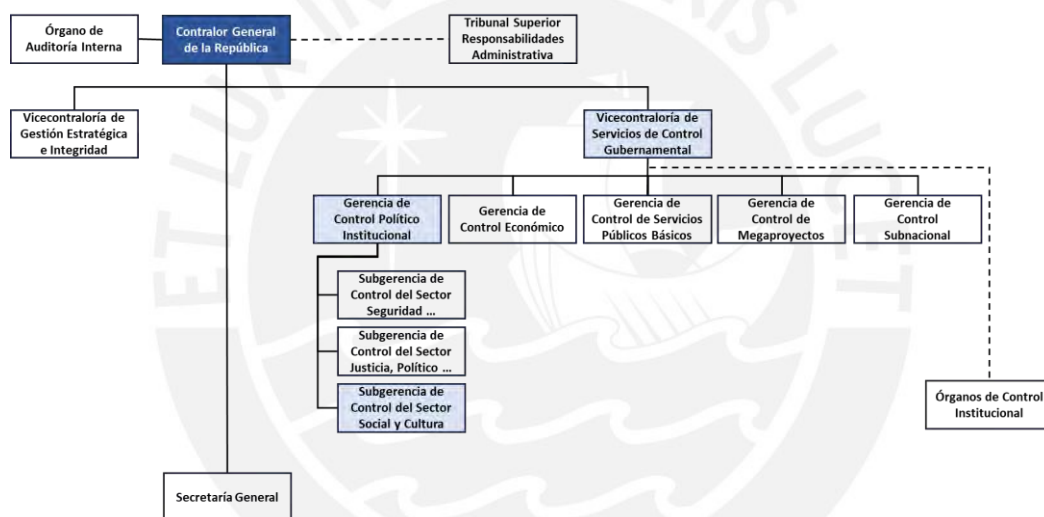 Órgano de
Auditoría Interna
Contralor General
de la República
Tribunal Superior
Responsabilidades
Administrativa
Vicecontraloría de
Gestión Estratégica
e Integridad
Vicecontraloría de
Servicios de Control
Gubernamental
Gerencia de
Control Político
Institucional
Gerencia de
Control Económico
Gerencia de
Control de Servicios
Públicos Básicos
Gerencia de
Control de
Megaproyectos
Gerencia de
Control
Subnacional
Subgerencia de
Control del Sector
Seguridad ...
Subgerencia de
Control del Sector
Justicia, Político ...
Subgerencia de
Control del Sector
Social y Cultura
Órganos de Control
Institucional
Secretaría General